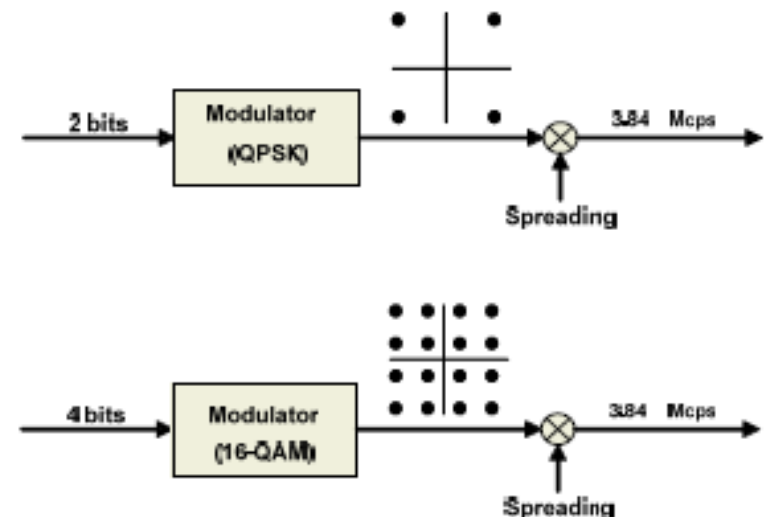 2 bits
Modulator
(QPSK)
3.84 Mcps
Spreading
4 bits
Modulator
(16-QAM)
3.84 Mcps
Spreading